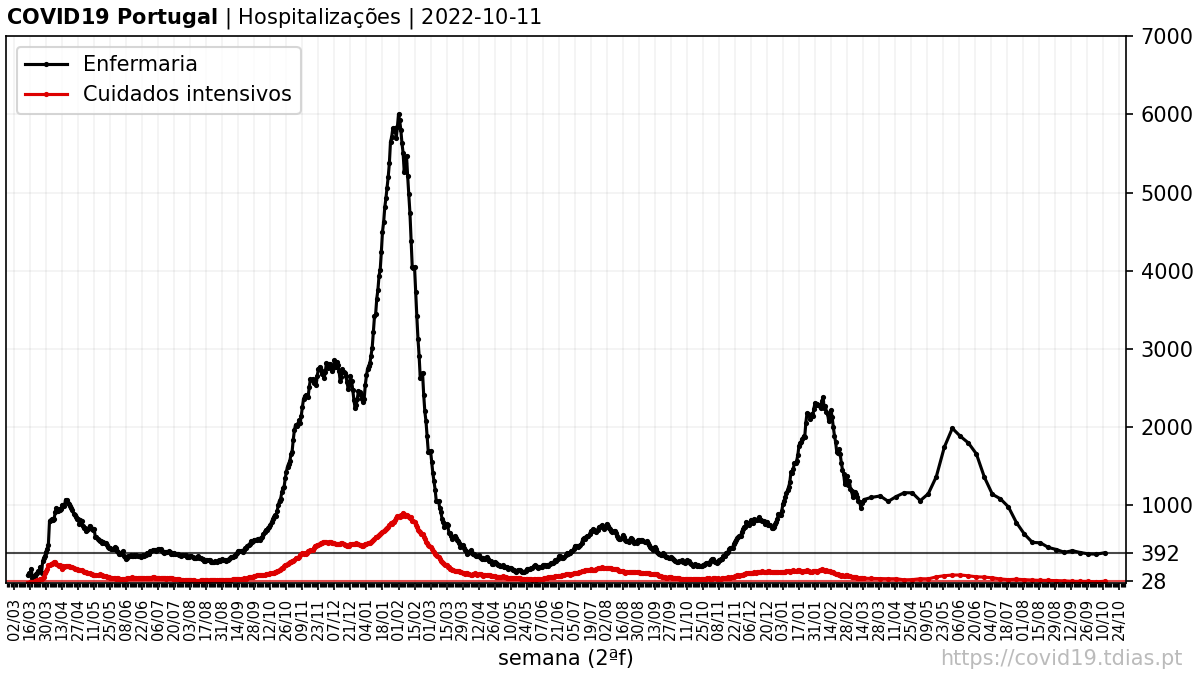 COVID19 Portugal | Hospitalizações | 2022-10-11
Enfermaria
Cuidados intensivos
7000
6000
5000
4000
3000
2000
1000
392
28
02/03 16/03 30/03 13/04 27/04 11/05 25/05 08/06 22/06 06/07 20/07 03/08 17/08 31/08 14/09 28/09 12/10 26/10 09/11 23/11 07/12 21/12 04/01 18/01 01/02 15/02 01/03 15/03 29/03 12/04 26/04 10/05 24/05 07/06 21/06 05/07 19/07 02/08 16/08 30/08 13/09 27/09 11/10 25/10 08/11 22/11 06/12 20/12 03/01 17/01 31/01 14/02 28/02 14/03 28/03 11/04 25/04 09/05 23/05 06/06 20/06 04/07 18/07 01/08 15/08 29/08 12/09 26/09 10/10 24/10
semana (2ªf)
https://covid19.tdias.pt